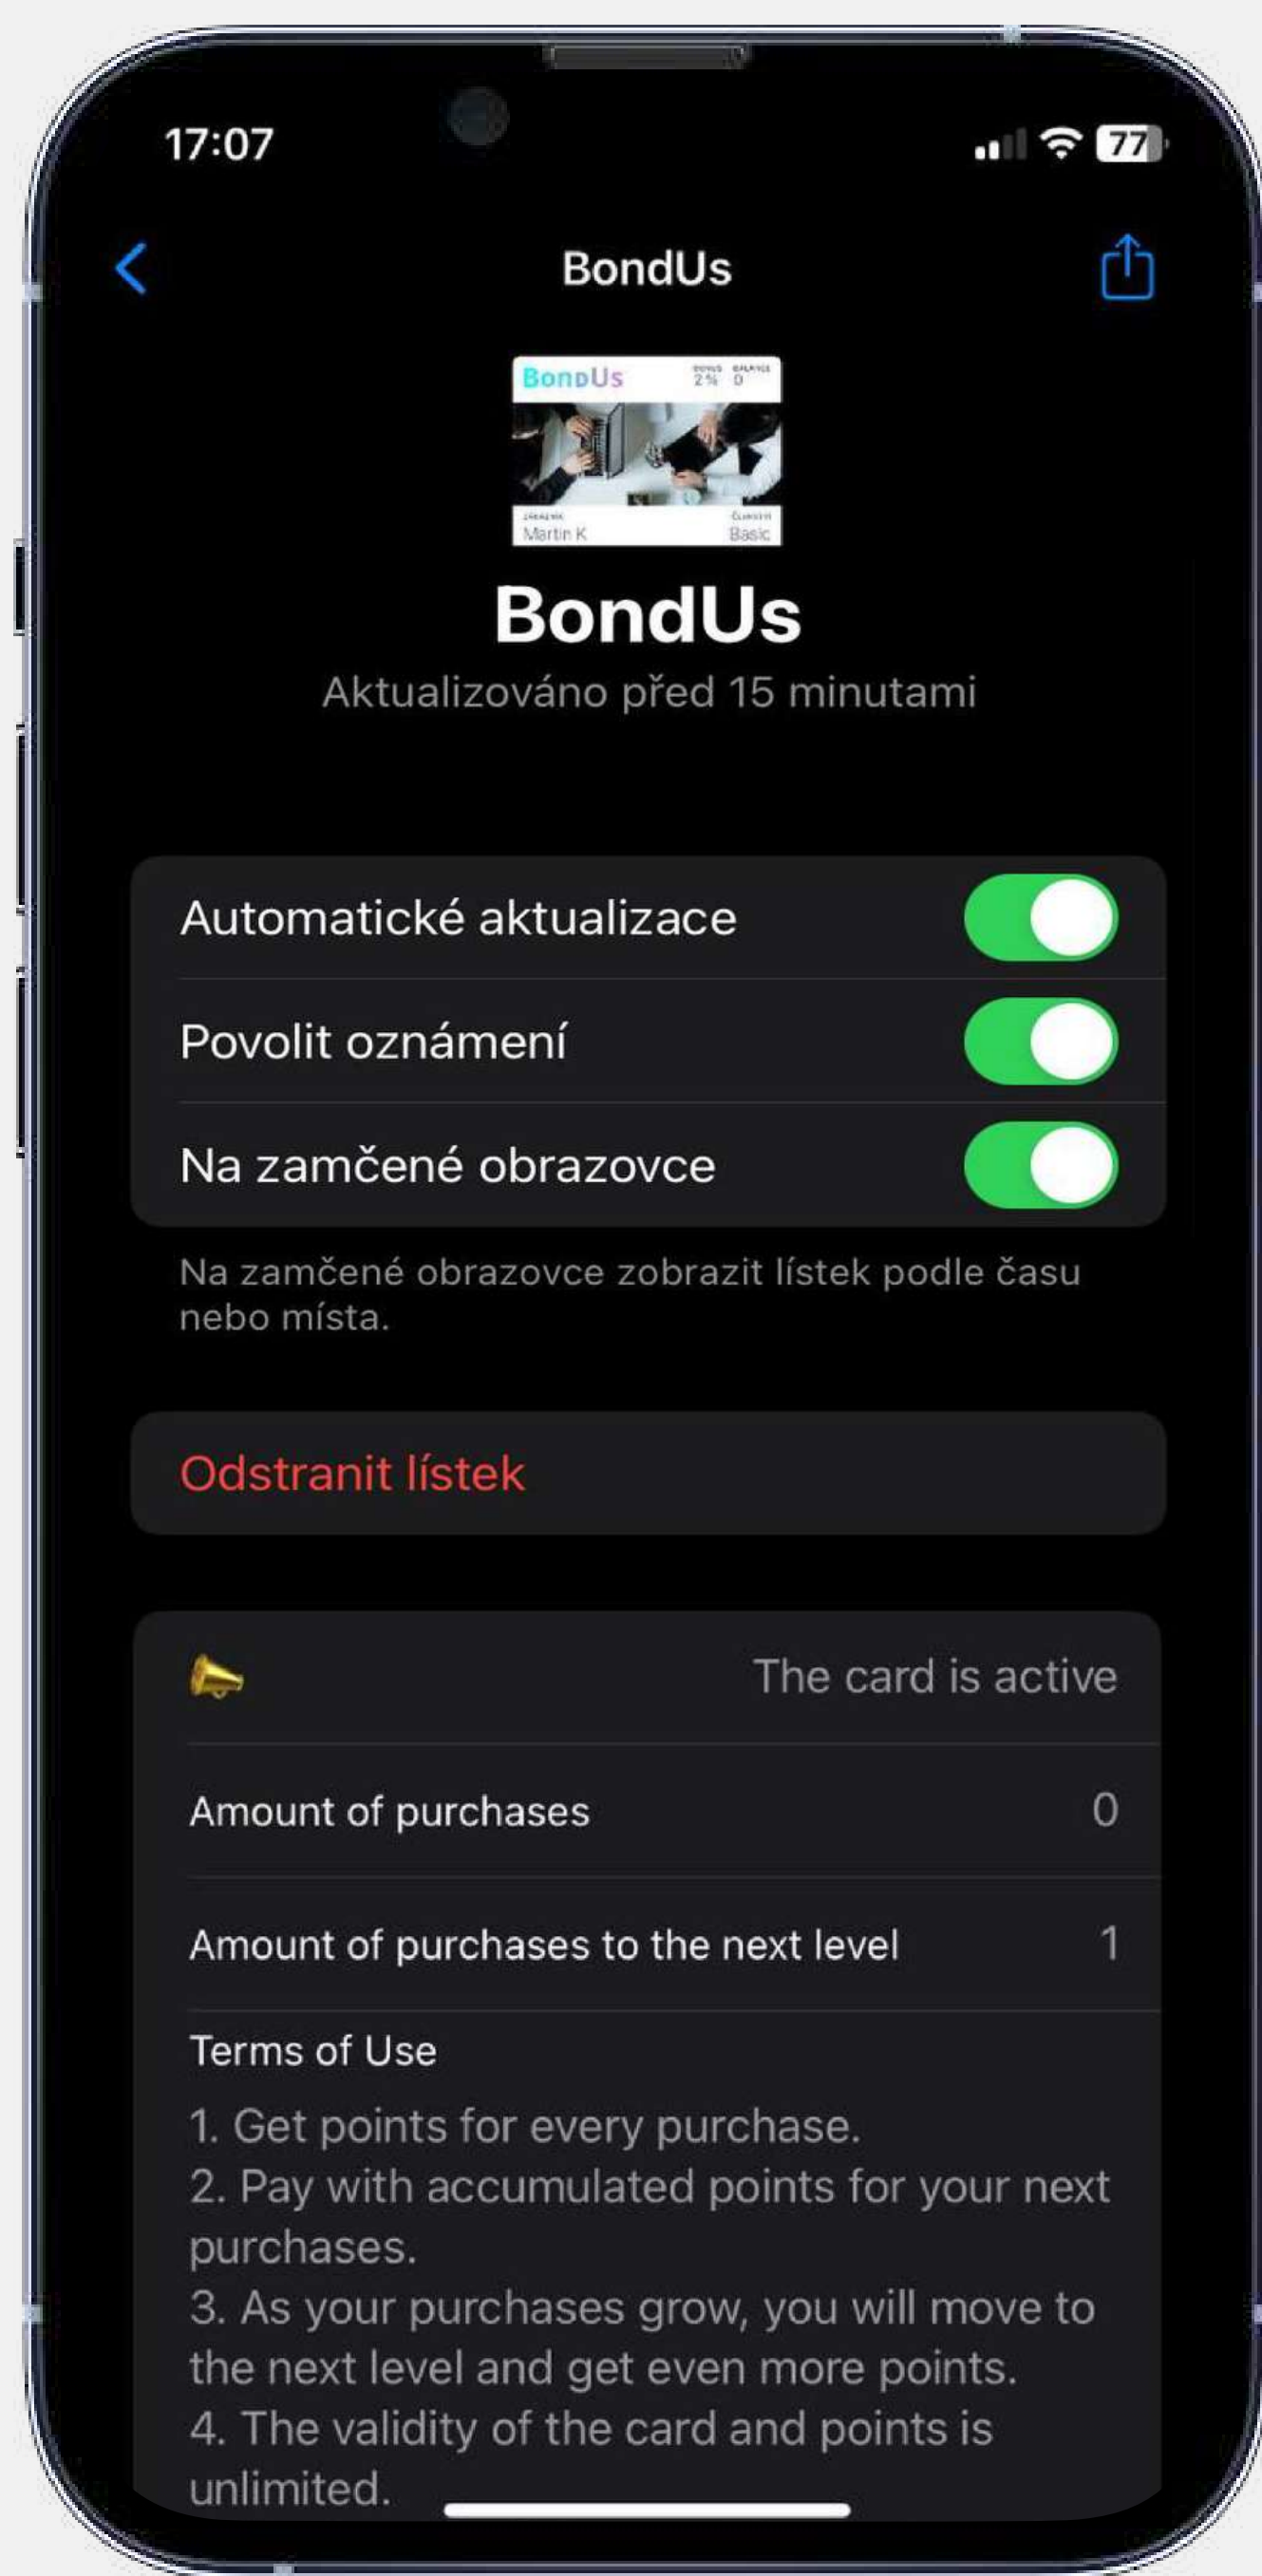 17:07
77
BondUs
BONDUS
BONUS BALANCE
2% 0
Martin K
Basic
BondUs
Aktualizováno před 15 minutami
Automatické aktualizace
Povolit oznámení
Na zamčené obrazovce
Na zamčené obrazovce zobrazit lístek podle času
nebo místa.
Odstranit lístek
The card is active
Amount of purchases 0
Amount of purchases to the next level 1
Terms of Use
1. Get points for every purchase.
2. Pay with accumulated points for your next
purchases.
3. As your purchases grow, you will move to
the next level and get even more points.
4. The validity of the card and points is
unlimited.